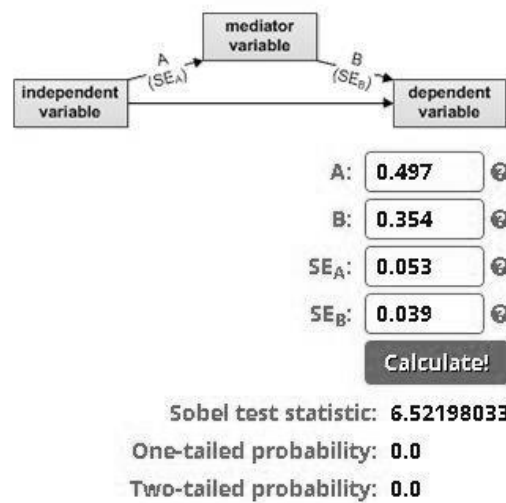 mediator
variable
A
(SEA)
B
(SEB)
independent
variable
dependent
variable
A: 0.497
B: 0.354
SEA: 0.053
SEB: 0.039
Calculate!
Sobel test statistic: 6.52198033
One-tailed probability: 0.0
Two-tailed probability: 0.0